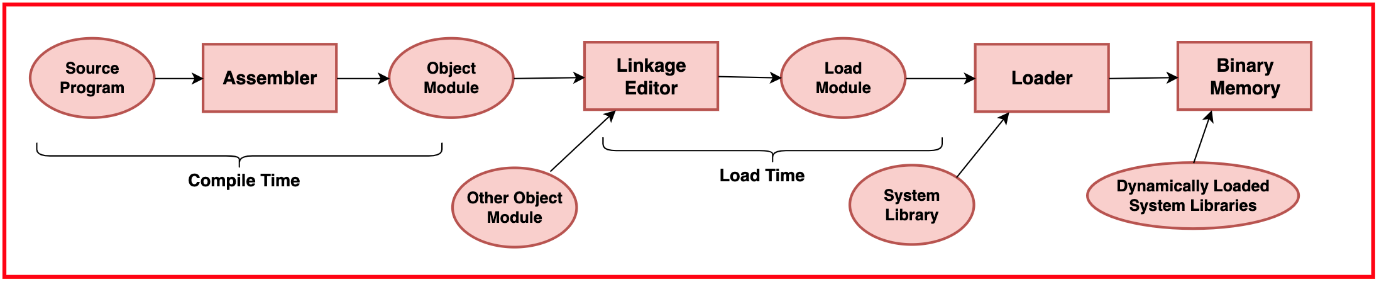 Source
Program
Assembler
Object
Module
Linkage
Editor
Load
Module
Loader
Binary
Memory
Compile Time
Other Object
Module
Load Time
System
Library
Dynamically Loaded
System Libraries